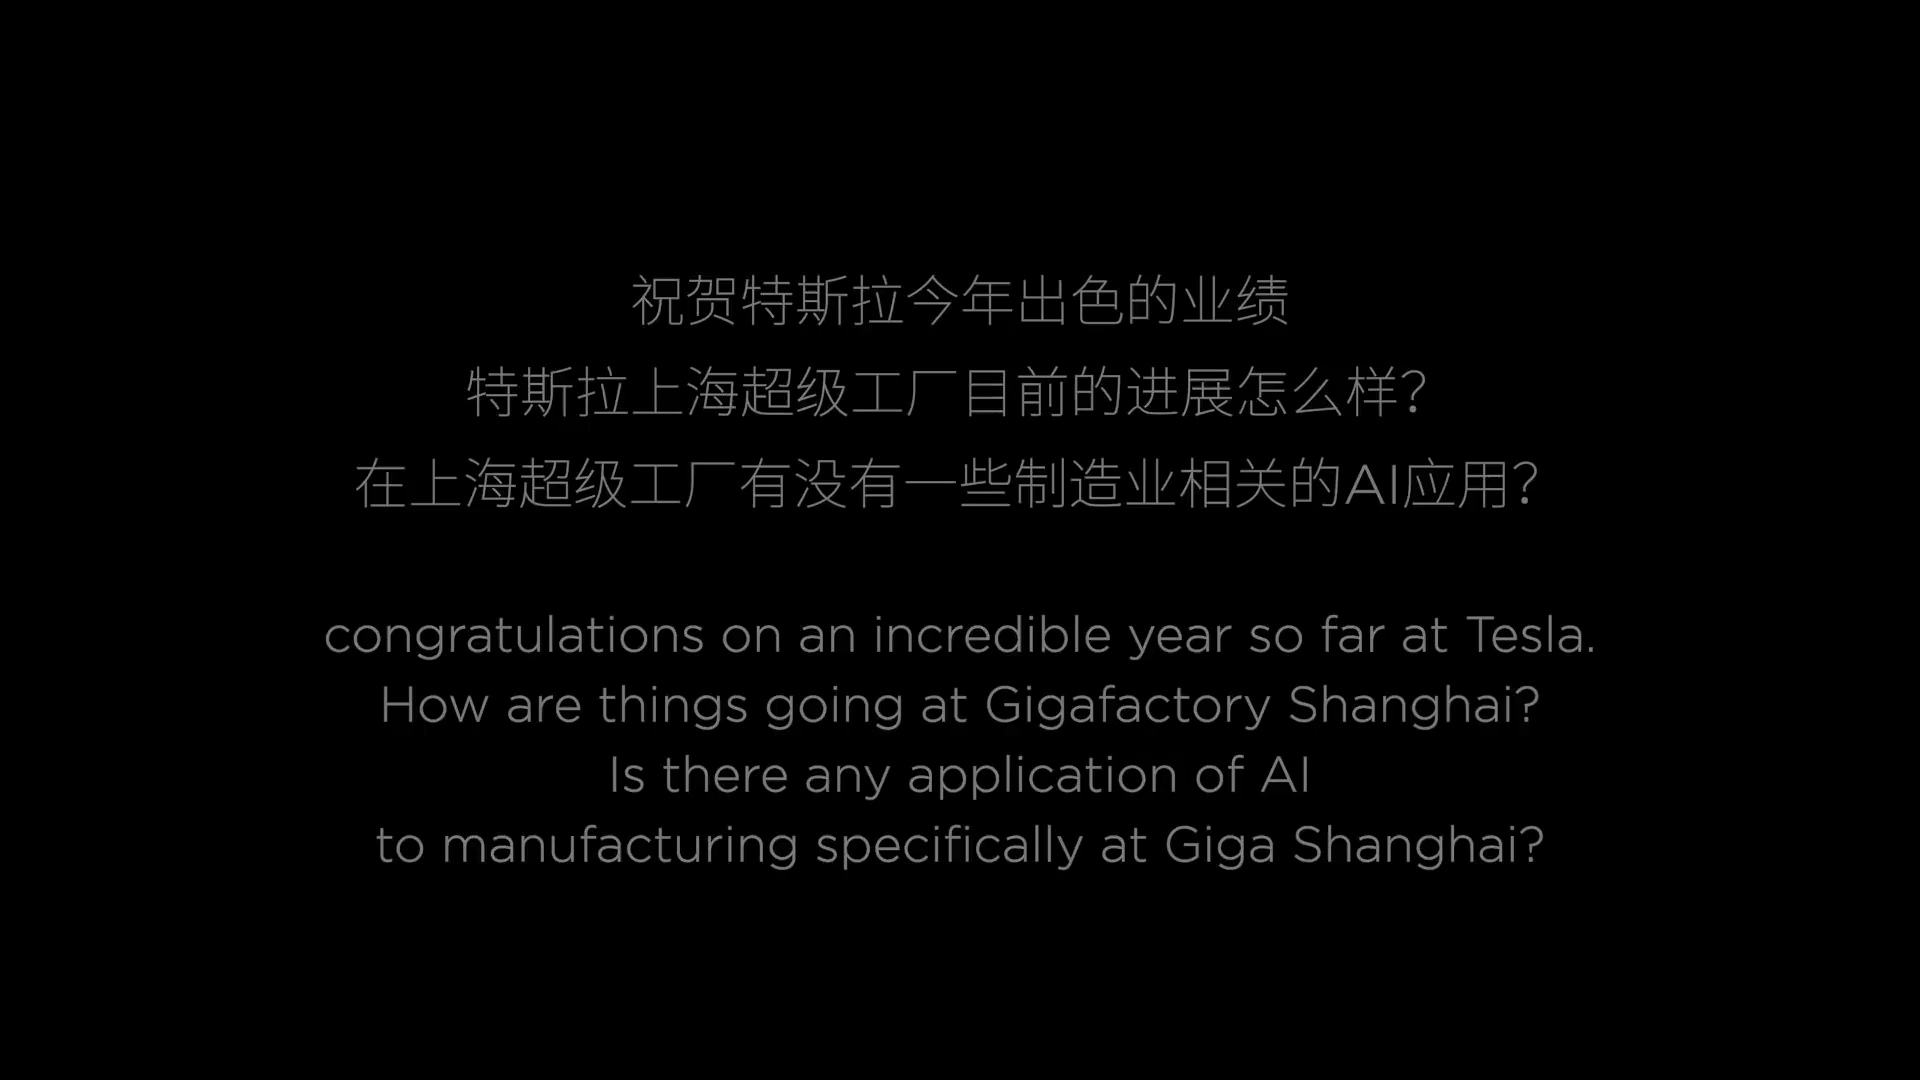 祝贺特斯拉今年出色的业绩
特斯拉上海超级工厂目前的进展怎么样？
在上海超级工厂有没有一些制造业相关的AI应用？
congratulations on an incredible year so far at Tesla.
How are things going at Gigafactory Shanghai?
Is there any application of AI
to manufacturing specifically at Giga Shanghai?